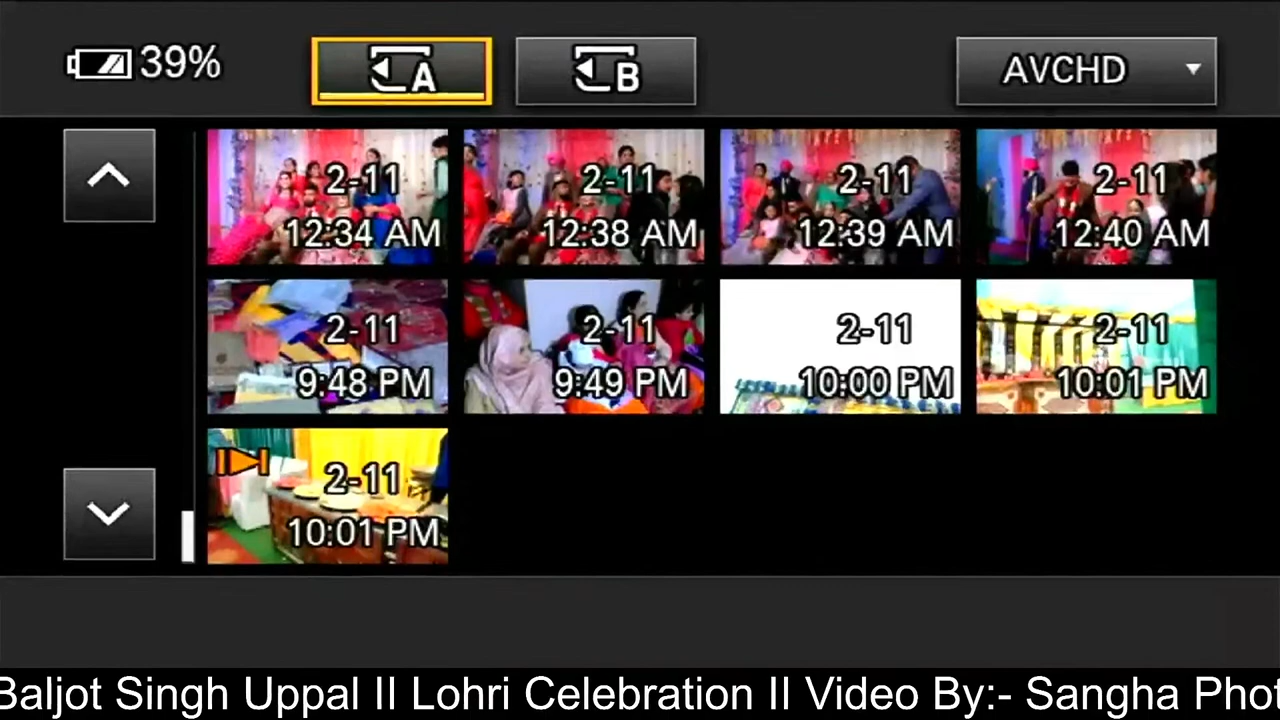 39%
A
B
AVCHD
2-11
12:34 AM
2-11
12:38 AM
2-11
12:39 AM
2-11
12:40 AM
2-11
9:48 PM
2-11
9:49 PM
2-11
10:00 PM
2-11
10:01 PM
2-11
10:01 PM
Baljot Singh Uppal II Lohri Celebration II Video By:- Sangha Phot